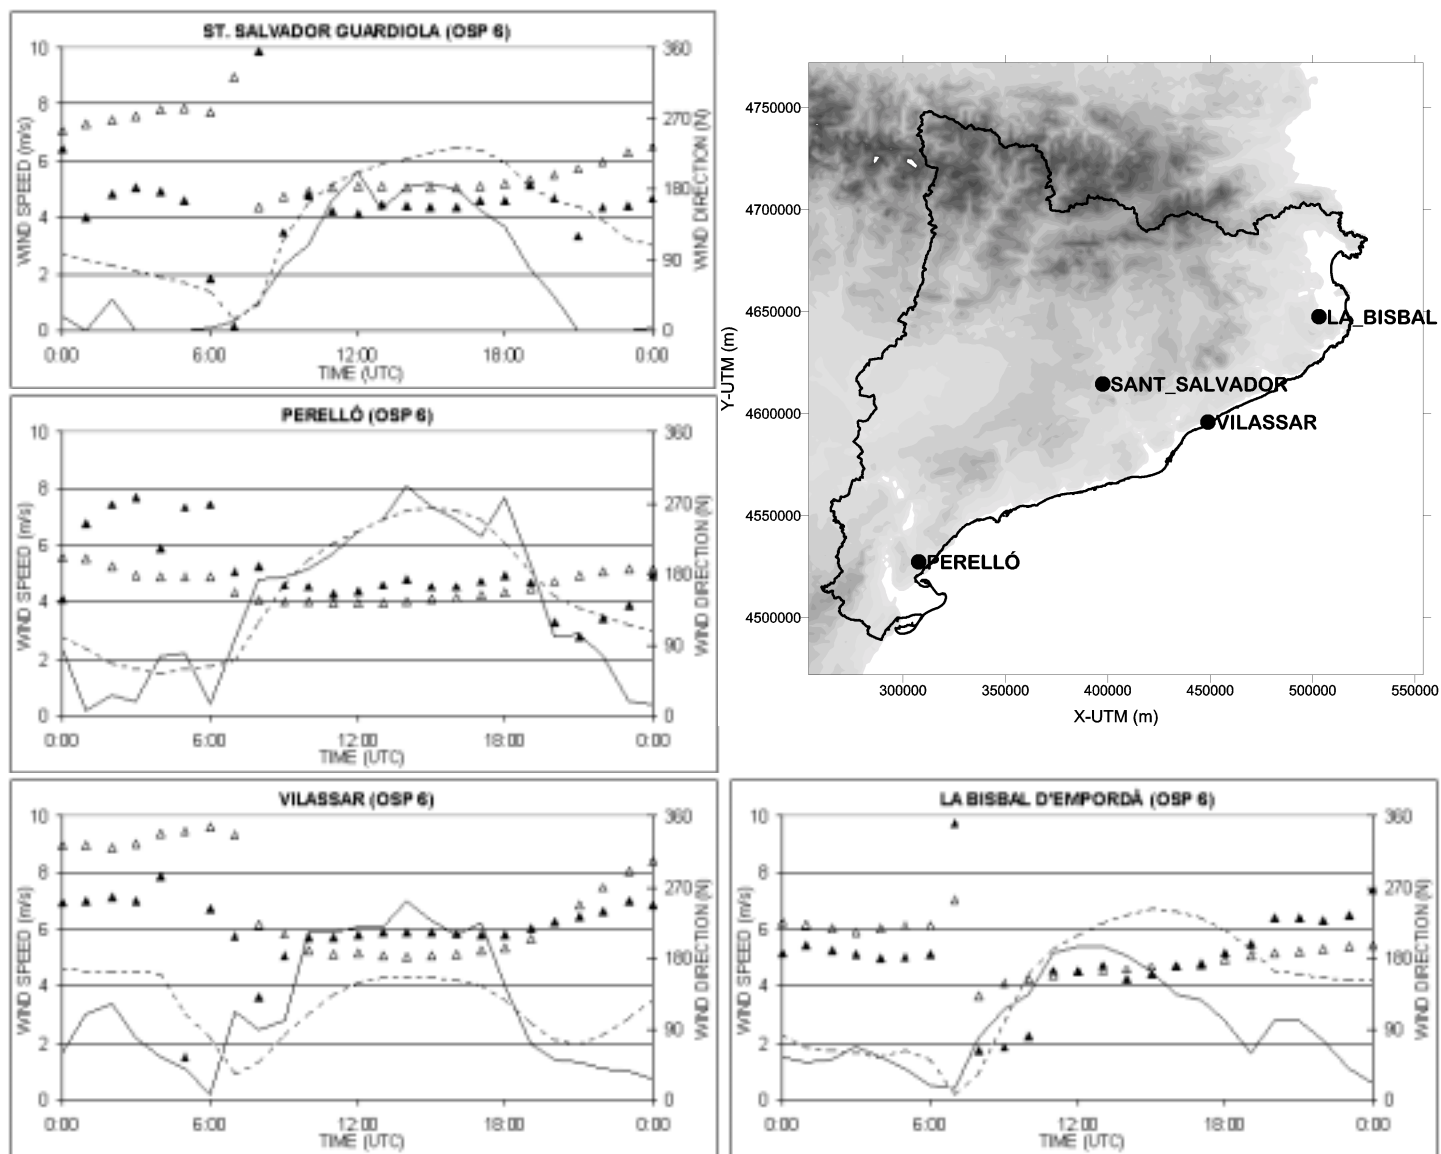 ST. SALVADOR GUARDIOLA (OSP 6)
10
8
6
4
2
0
WIND SPEED (m/s)
360
270
180
90
0
WIND DIRECTION (N)
0:00 6:00 12:00 18:00 0:00
TIME (UTC)
4750000
4700000
4650000
4600000
4550000
4500000
Y-UTM (m)
LA_BISBAL
SANT_SALVADOR
VILASSAR
PERELLÓ
300000 350000 400000 450000 500000 550000
X-UTM (m)
PERELLÓ (OSP 6)
10
8
6
4
2
0
WIND SPEED (m/s)
360
270
180
90
0
WIND DIRECTION (N)
0:00 6:00 12:00 18:00 0:00
TIME (UTC)
VILASSAR (OSP 6)
10
8
6
4
2
0
WIND SPEED (m/s)
360
270
180
90
0
WIND DIRECTION (N)
0:00 6:00 12:00 18:00 0:00
TIME (UTC)
LA BISBAL D'EMPORDÀ (OSP 6)
10
8
6
4
2
0
WIND SPEED (m/s)
360
270
180
90
0
WIND DIRECTION (N)
0:00 6:00 12:00 18:00 0:00
TIME (UTC)